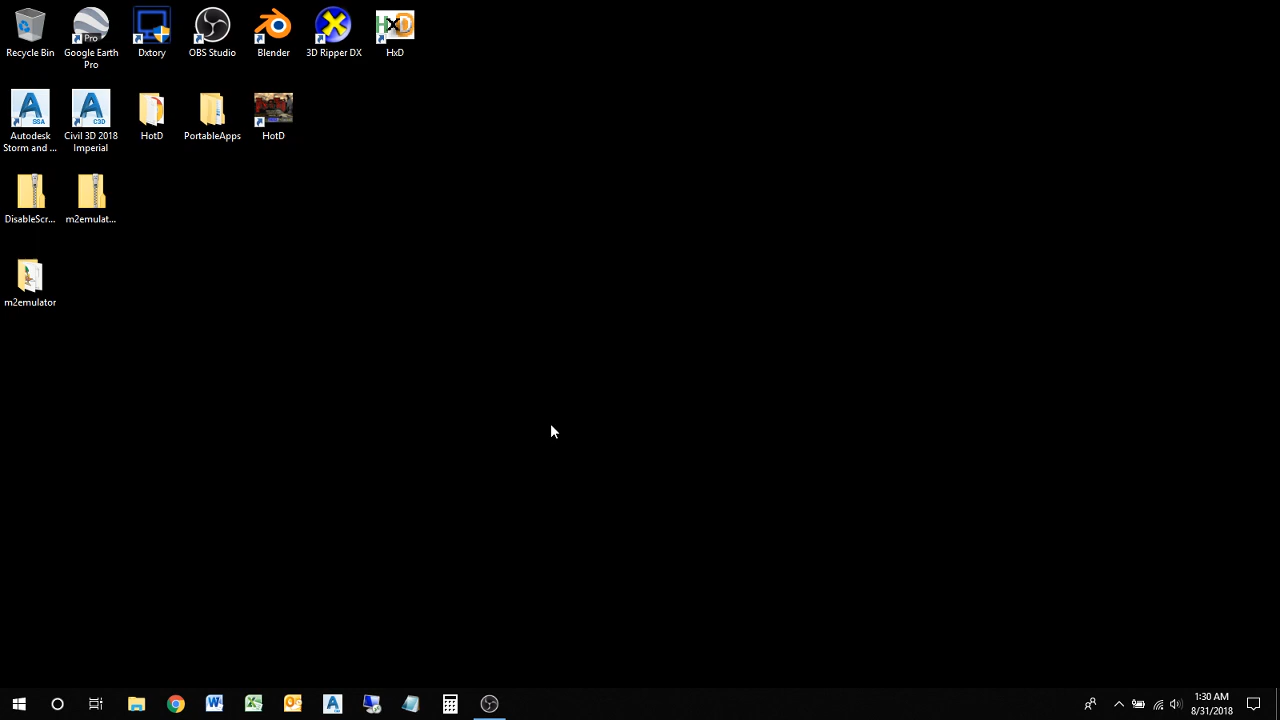 Recycle Bin
Google Earth
Pro
Dxtory
OBS Studio
Blender
3D Ripper DX
HxD
Autodesk
Storm and ...
Civil 3D 2018
Imperial
HotD
PortableApps
HotD
DisableScr...
m2emulat...
m2emulator
1:30 AM
8/31/2018